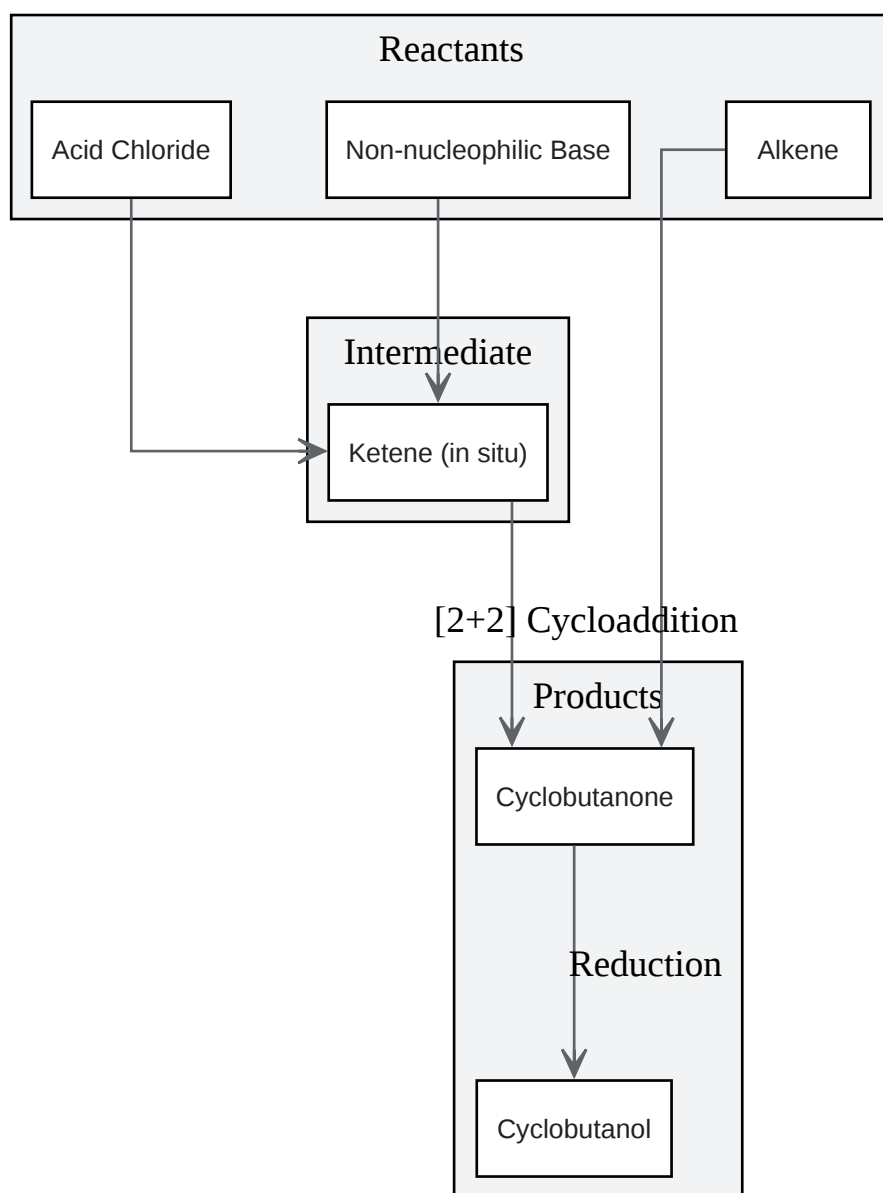 Reactants
Acid Chloride
Non-nucleophilic Base
Alkene
Intermediate
Ketene (in situ)
[2+2] Cycloaddition
Products
Cyclobutanone
Reduction
Cyclobutanol